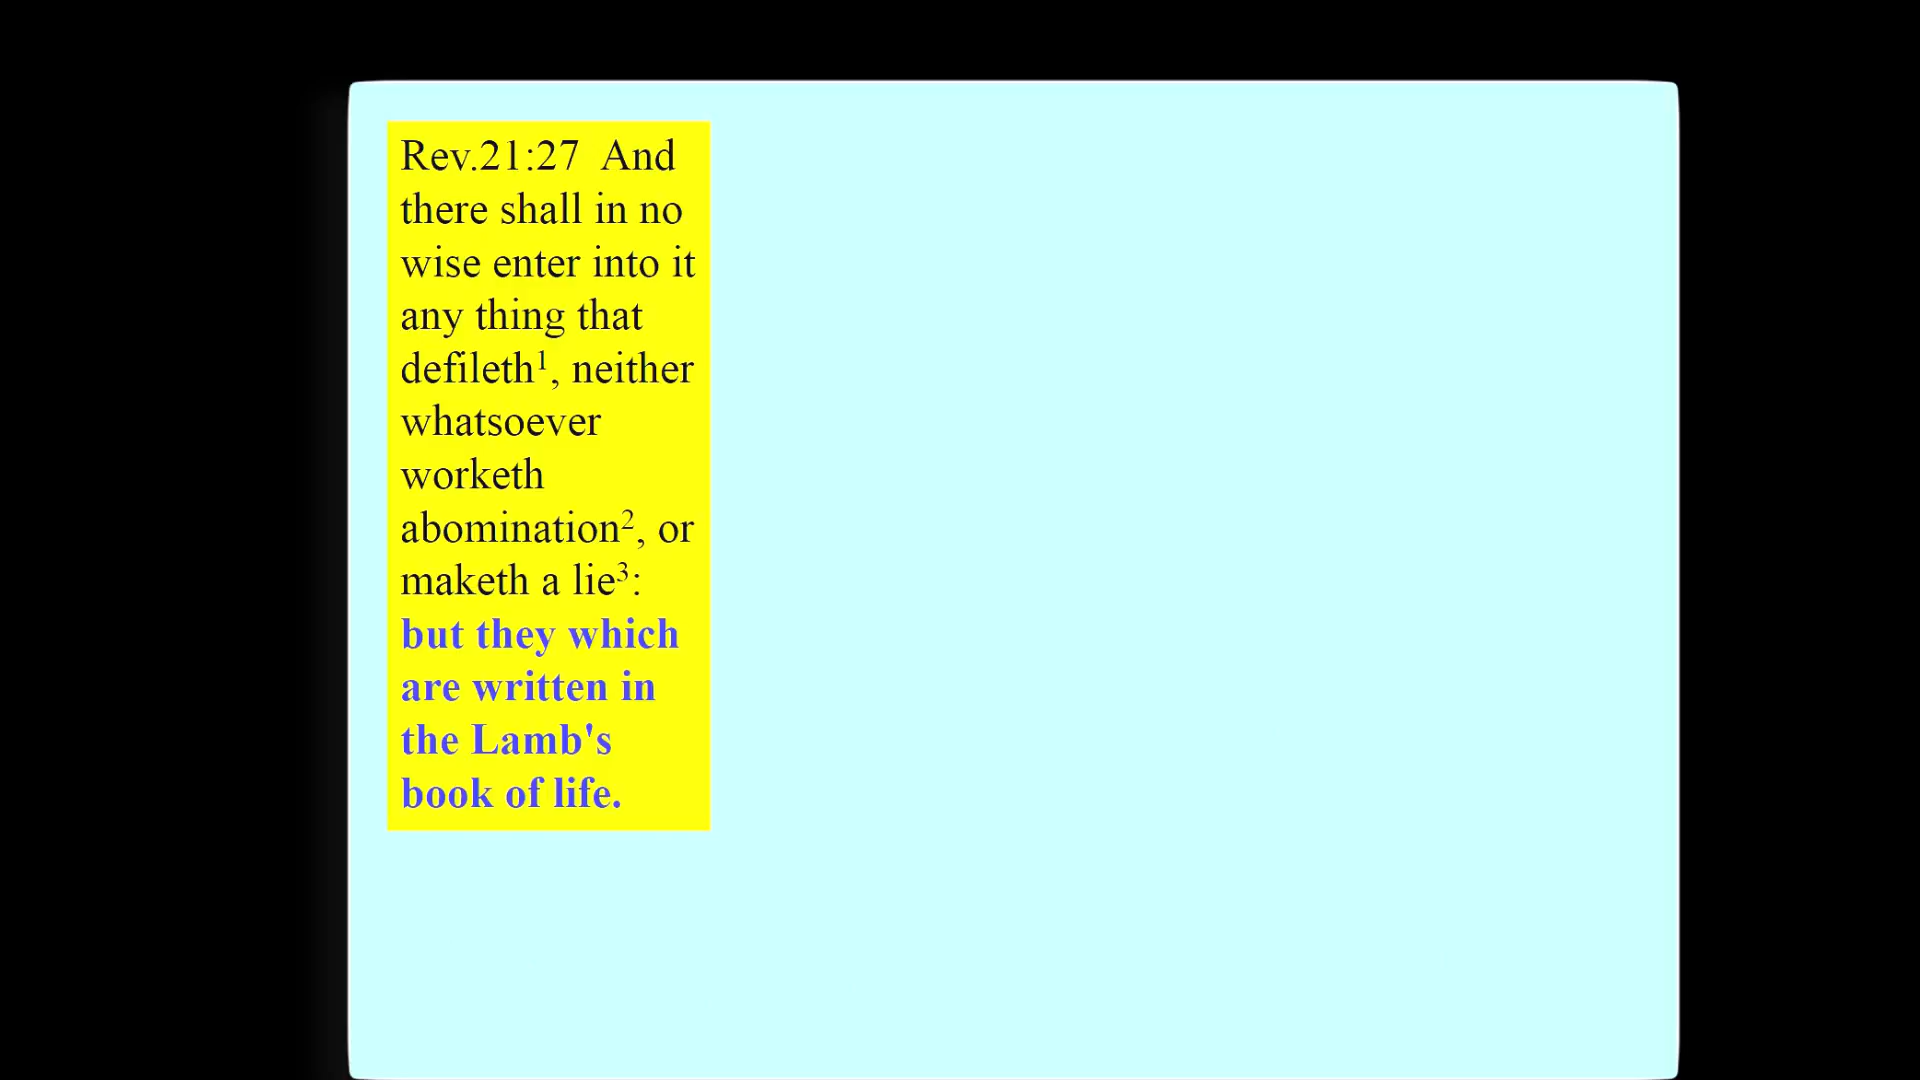 Rev.21:27  And
there shall in no
wise enter into it
any thing that
defileth¹, neither
whatsoever
worketh
abomination², or
maketh a lie³:
but they which
are written in
the Lamb's
book of life.